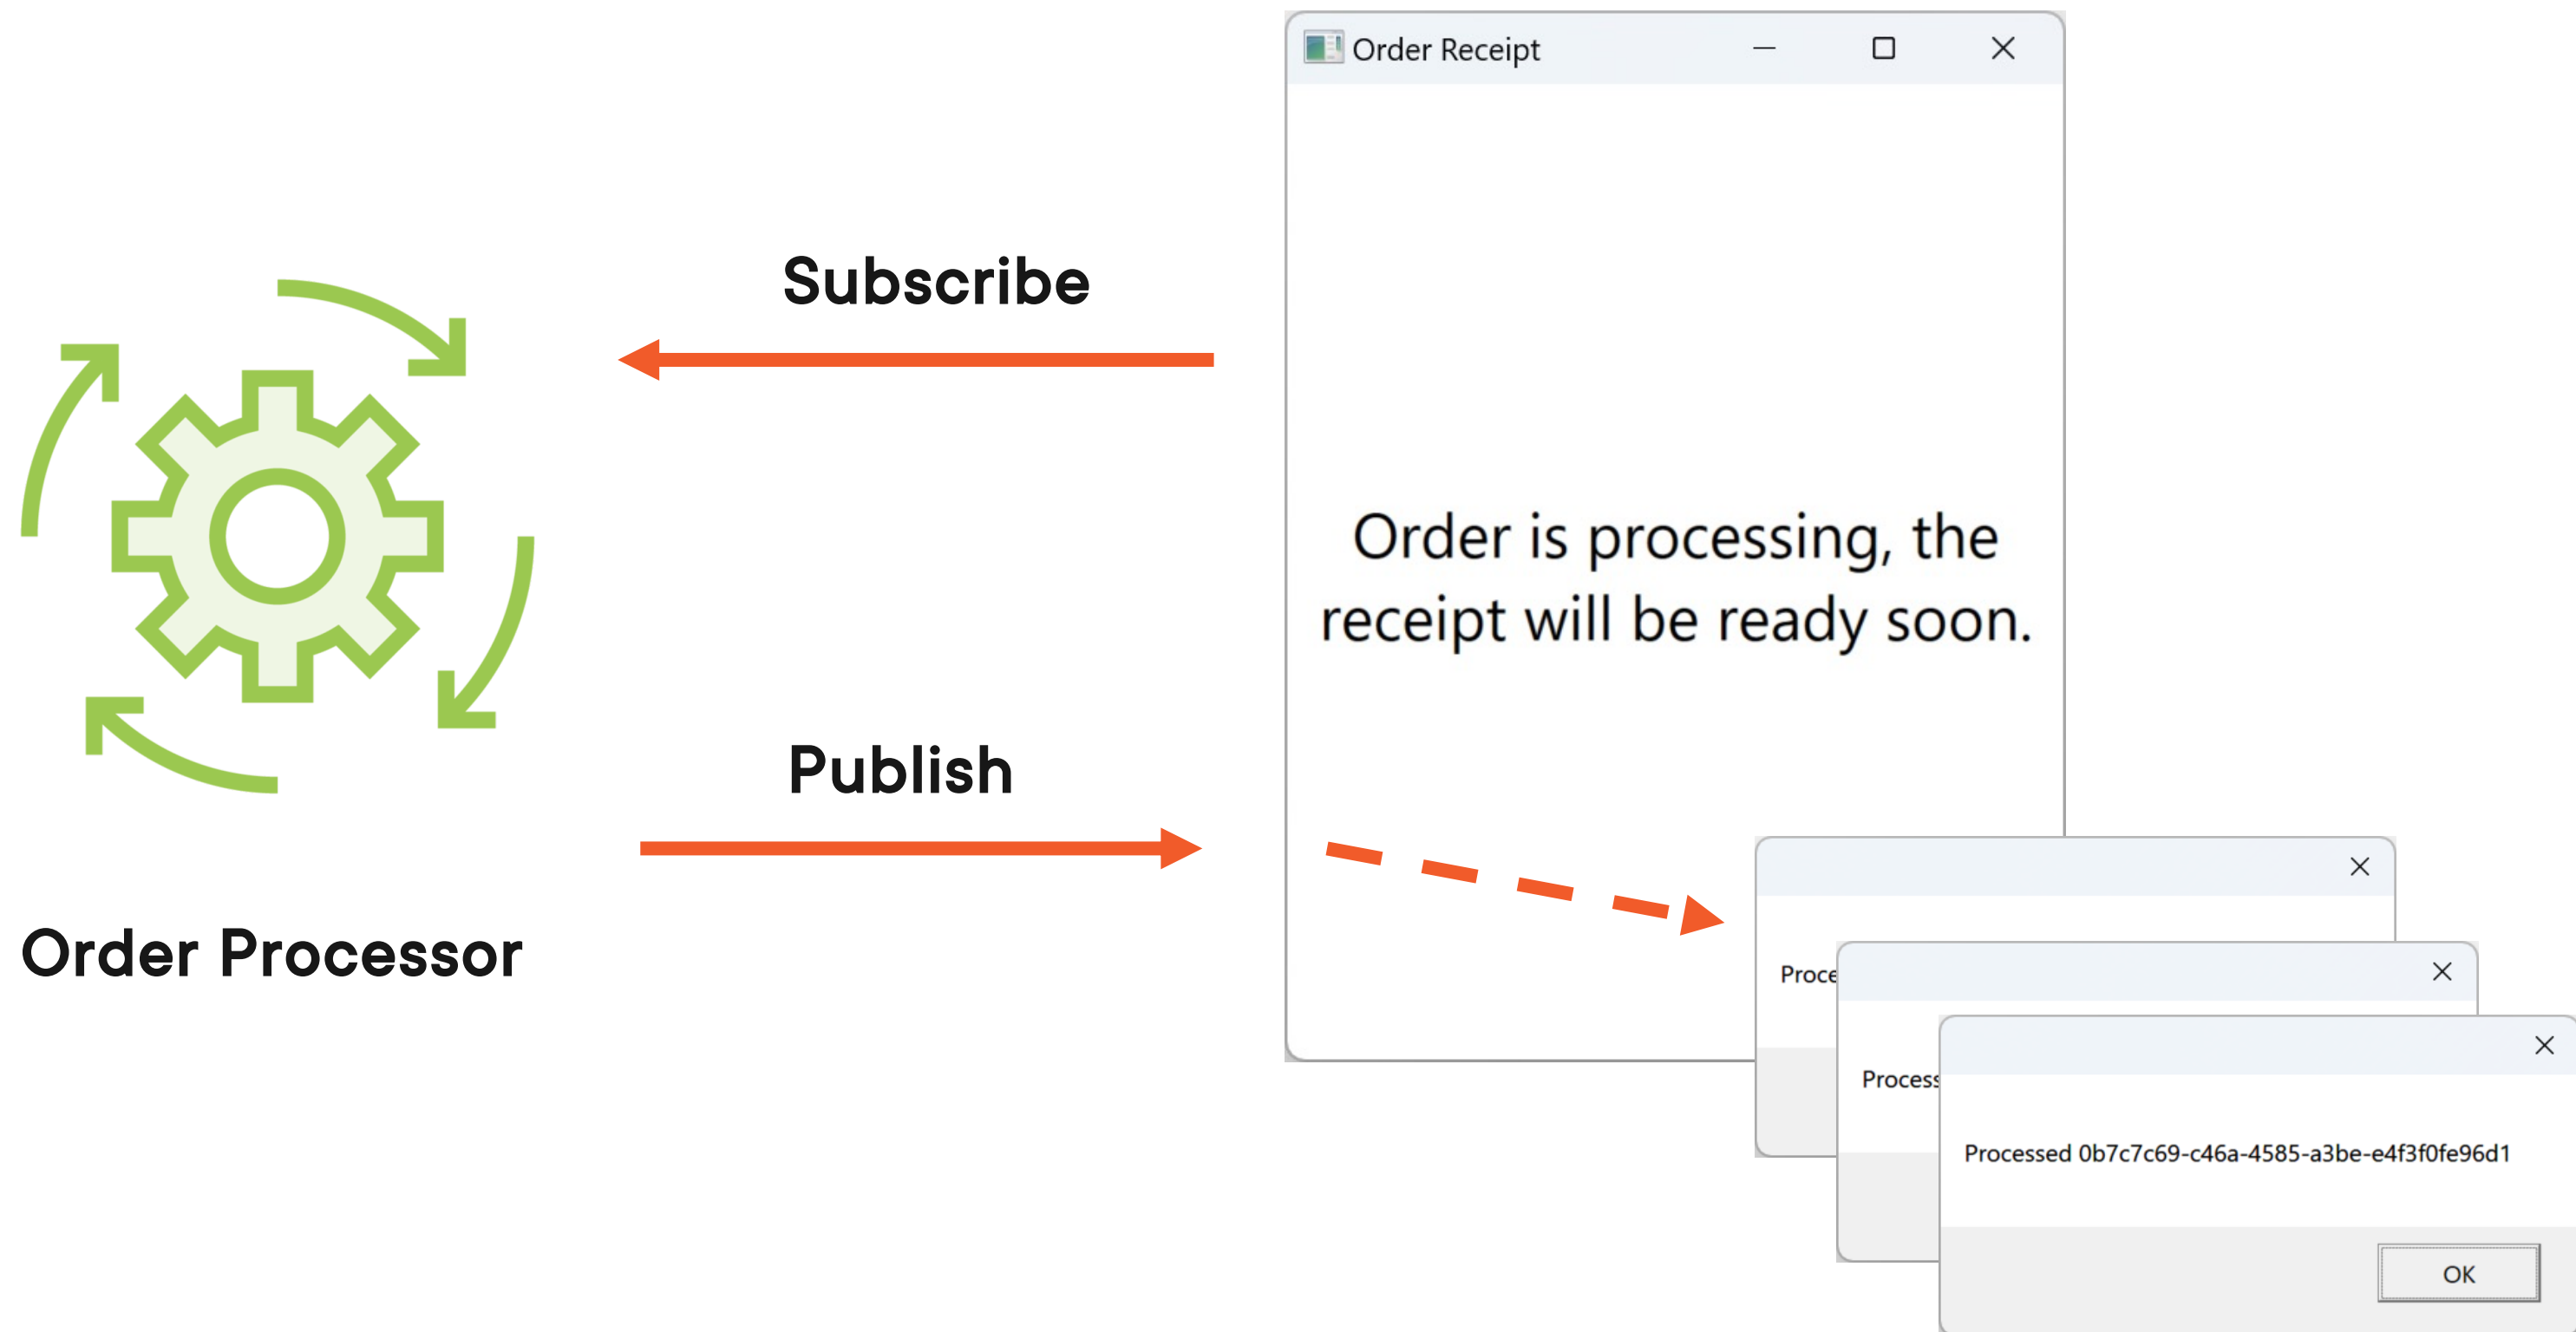 Order Receipt
Subscribe
Order is processing, the
receipt will be ready soon.
Publish
Order Processor
Proce
Process
Processed 0b7c7c69-c46a-4585-a3be-e4f3f0fe96d1
OK